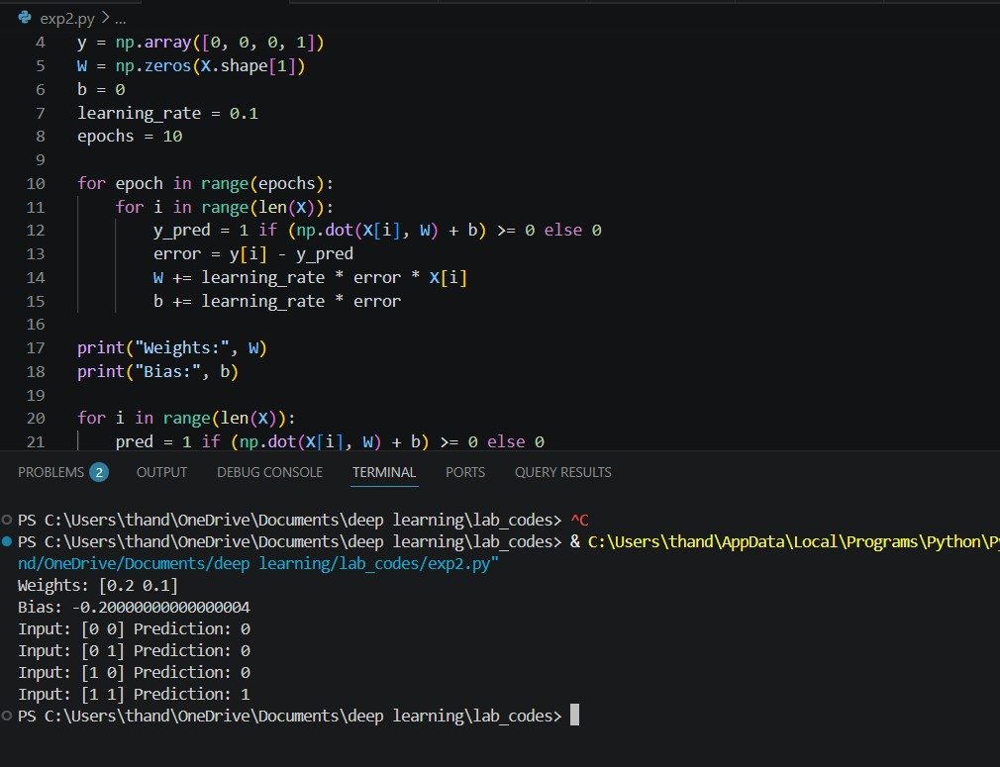 exp2.py > ...
4 y = np.array([0, 0, 0, 1])
5 W = np.zeros(X.shape[1])
6 b = 0
7 learning_rate = 0.1
8 epochs = 10
9
10 for epoch in range(epochs):
11     for i in range(len(X)):
12         y_pred = 1 if (np.dot(X[i], W) + b) >= 0 else 0
13         error = y[i] - y_pred
14         W += learning_rate * error * X[i]
15         b += learning_rate * error
16
17 print("Weights:", W)
18 print("Bias:", b)
19
20 for i in range(len(X)):
21     pred = 1 if (np.dot(X[i], W) + b) >= 0 else 0
PROBLEMS 2 OUTPUT DEBUG CONSOLE TERMINAL PORTS QUERY RESULTS
PS C:\Users\thand\OneDrive\Documents\deep learning\lab_codes> ^C
PS C:\Users\thand\OneDrive\Documents\deep learning\lab_codes> & C:\Users\thand\AppData\Local\Programs\Python\P
nd/OneDrive/Documents/deep learning/lab_codes/exp2.py"
Weights: [0.2 0.1]
Bias: -0.20000000000000004
Input: [0 0] Prediction: 0
Input: [0 1] Prediction: 0
Input: [1 0] Prediction: 0
Input: [1 1] Prediction: 1
PS C:\Users\thand\OneDrive\Documents\deep learning\lab_codes>